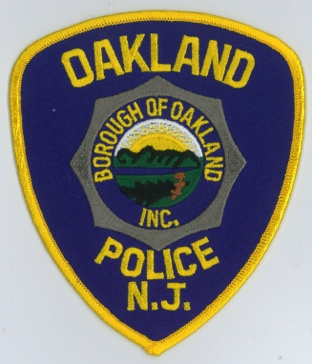 OAKLAND
BOROUGH OF OAKLAND
INC.
POLICE
N.J.